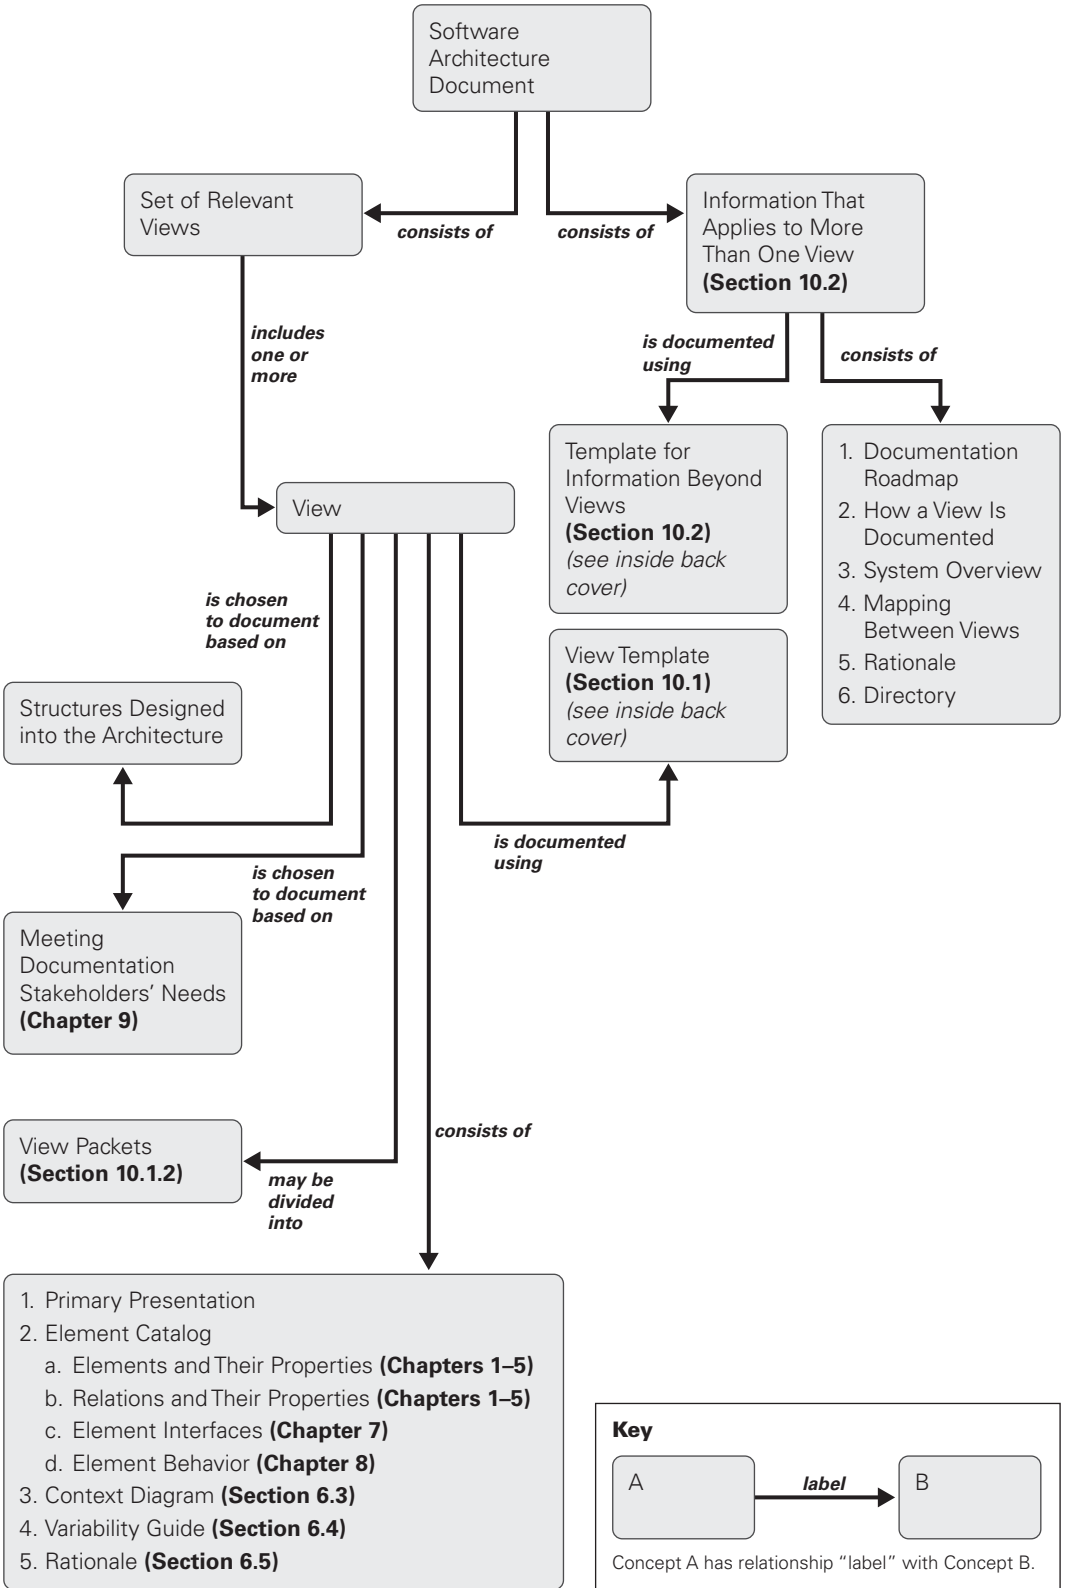 Software
Architecture
Document
Set of Relevant
Views
consists of
consists of
Information That
Applies to More
Than One View
(Section 10.2)
includes
one or
more
is documented
using
consists of
Template for
Information Beyond
Views
(Section 10.2)
(see inside back
cover)
1. Documentation
Roadmap
2. How a View Is
Documented
3. System Overview
4. Mapping
Between Views
5. Rationale
6. Directory
View
is chosen
to document
based on
View Template
(Section 10.1)
(see inside back
cover)
Structures Designed
into the Architecture
is documented
using
is chosen
to document
based on
Meeting
Documentation
Stakeholders’ Needs
(Chapter 9)
View Packets
(Section 10.1.2)
consists of
may be
divided
into
1. Primary Presentation
2. Element Catalog
a. Elements and Their Properties (Chapters 1–5)
b. Relations and Their Properties (Chapters 1–5)
c. Element Interfaces (Chapter 7)
d. Element Behavior (Chapter 8)
3. Context Diagram (Section 6.3)
4. Variability Guide (Section 6.4)
5. Rationale (Section 6.5)
Key
A
label
B
Concept A has relationship “label” with Concept B.